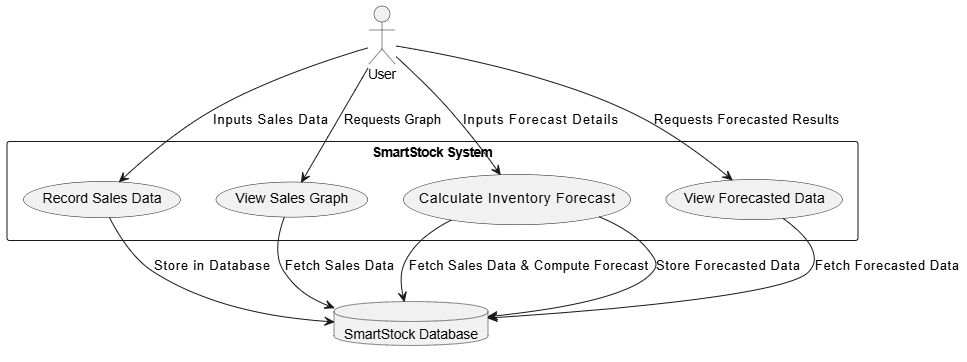 User
Inputs Sales Data
Requests Graph
Inputs Forecast Details
Requests Forecasted Results
SmartStock System
Record Sales Data
View Sales Graph
Calculate Inventory Forecast
View Forecasted Data
Store in Database
Fetch Sales Data
Fetch Sales Data & Compute Forecast
Store Forecasted Data
Fetch Forecasted Data
SmartStock Database